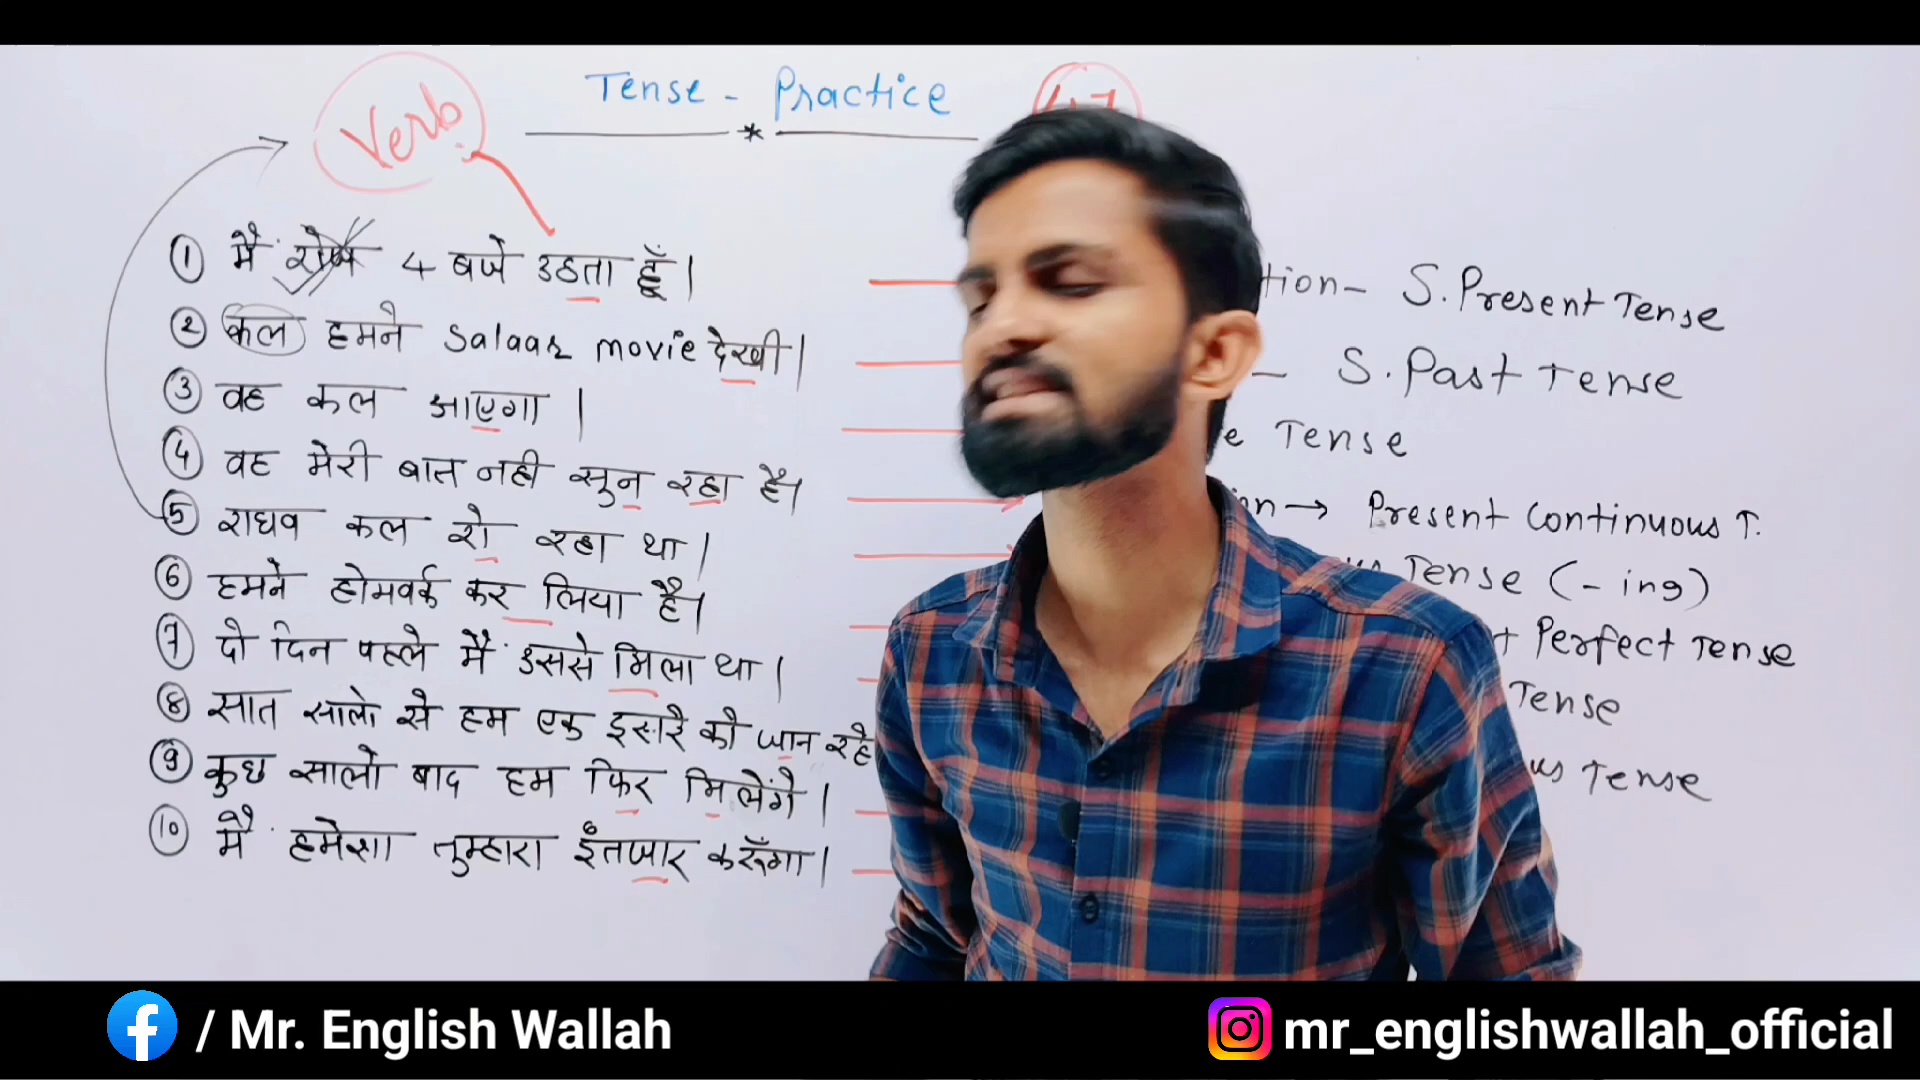 Verb
Tense - Practice
① मैं रोज 4 बजे उठता हूँ।
tion - S. Present Tense
② कल हमने Salaar movie देखी।
- S. Past Tense
③ वह कल आएगा।
e Tense
④ वह मेरी बात नही सुन रहा है।
on → Present Continuous T.
⑤ राघव कल रो रहा था।
us Tense (-ing)
⑥ हमने होमवर्क कर लिया है।
t Perfect Tense
⑦ दो दिन पहले मैं उससे मिला था।
Tense
⑧ सात सालो से हम एक दुसरे को जान रहे
us Tense
⑨ कुछ सालो बाद हम फिर मिलेंगे।
⑩ मैं हमेशा तुम्हारा इंतजार करूँगा।
/ Mr. English Wallah
mr_englishwallah_official